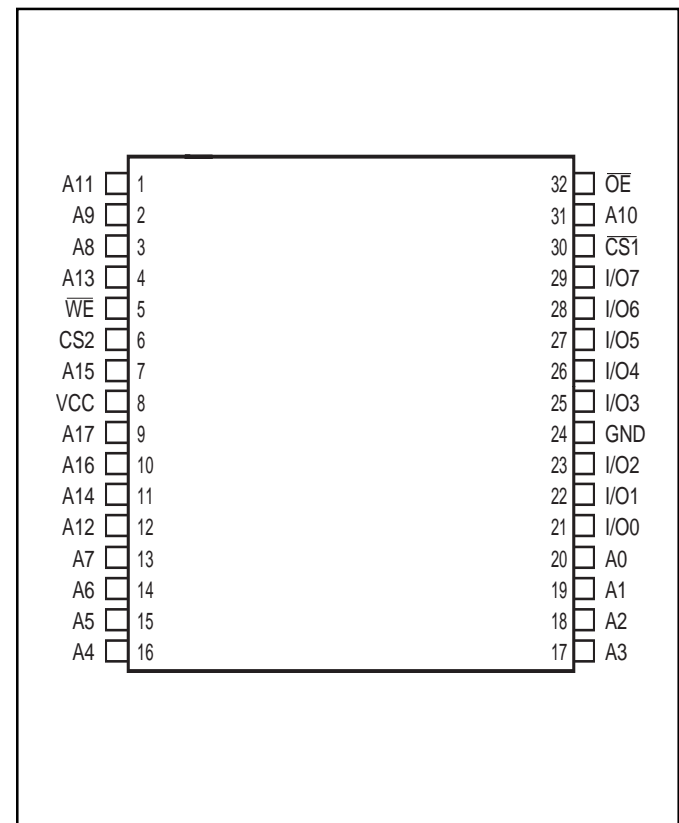 A11 1 32 O̅E̅
A9 2 31 A10
A8 3 30 C̅S̅1̅
A13 4 29 I/O7
W̅E̅ 5 28 I/O6
CS2 6 27 I/O5
A15 7 26 I/O4
VCC 8 25 I/O3
A17 9 24 GND
A16 10 23 I/O2
A14 11 22 I/O1
A12 12 21 I/O0
A7 13 20 A0
A6 14 19 A1
A5 15 18 A2
A4 16 17 A3